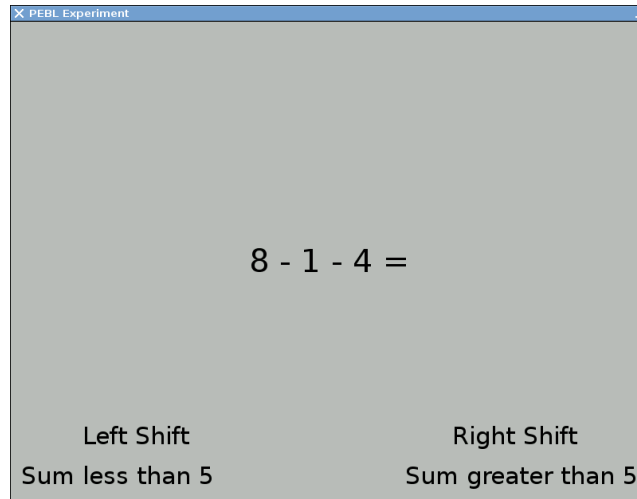 PEBL Experiment
8 - 1 - 4 =
Left Shift
Right Shift
Sum less than 5
Sum greater than 5